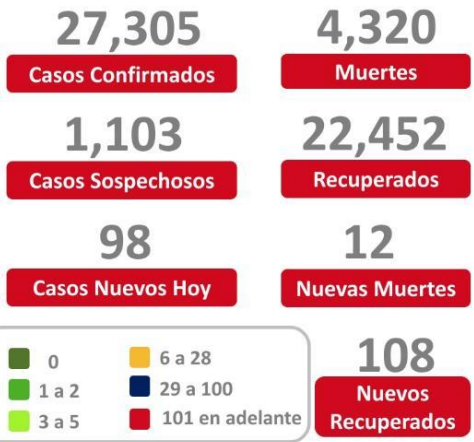 27,305
Casos Confirmados
4,320
Muertes
1,103
Casos Sospechosos
22,452
Recuperados
98
Casos Nuevos Hoy
12
Nuevas Muertes
0
1 a 2
3 a 5
6 a 28
29 a 100
101 en adelante
108
Nuevos
Recuperados